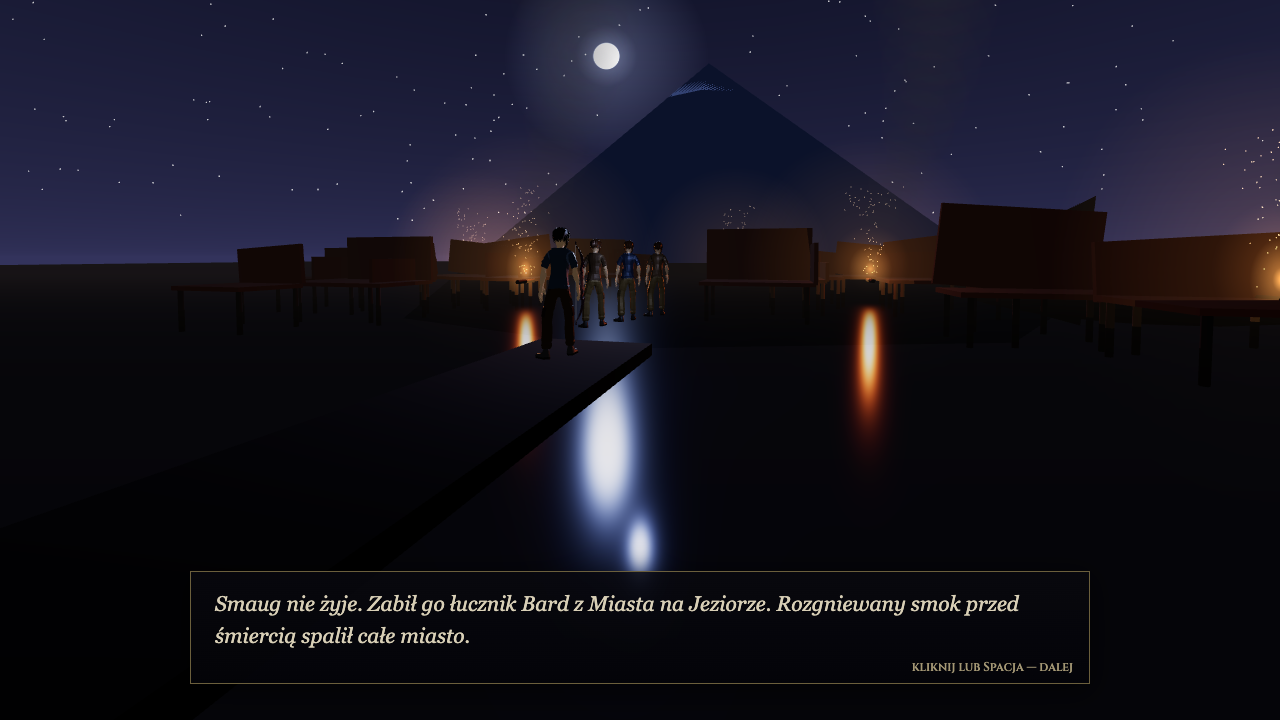 Smaug nie żyje. Zabił go łucznik Bard z Miasta na Jeziorze. Rozgniewany smok przed
śmiercią spalił całe miasto.
KLIKNIJ LUB SPACJA — DALEJ